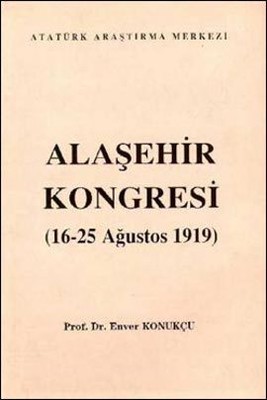 ATATÜRK ARAŞTIRMA MERKEZİ
ALAŞEHİR
KONGRESİ
(16-25 Ağustos 1919)
Prof. Dr. Enver KONUKÇU